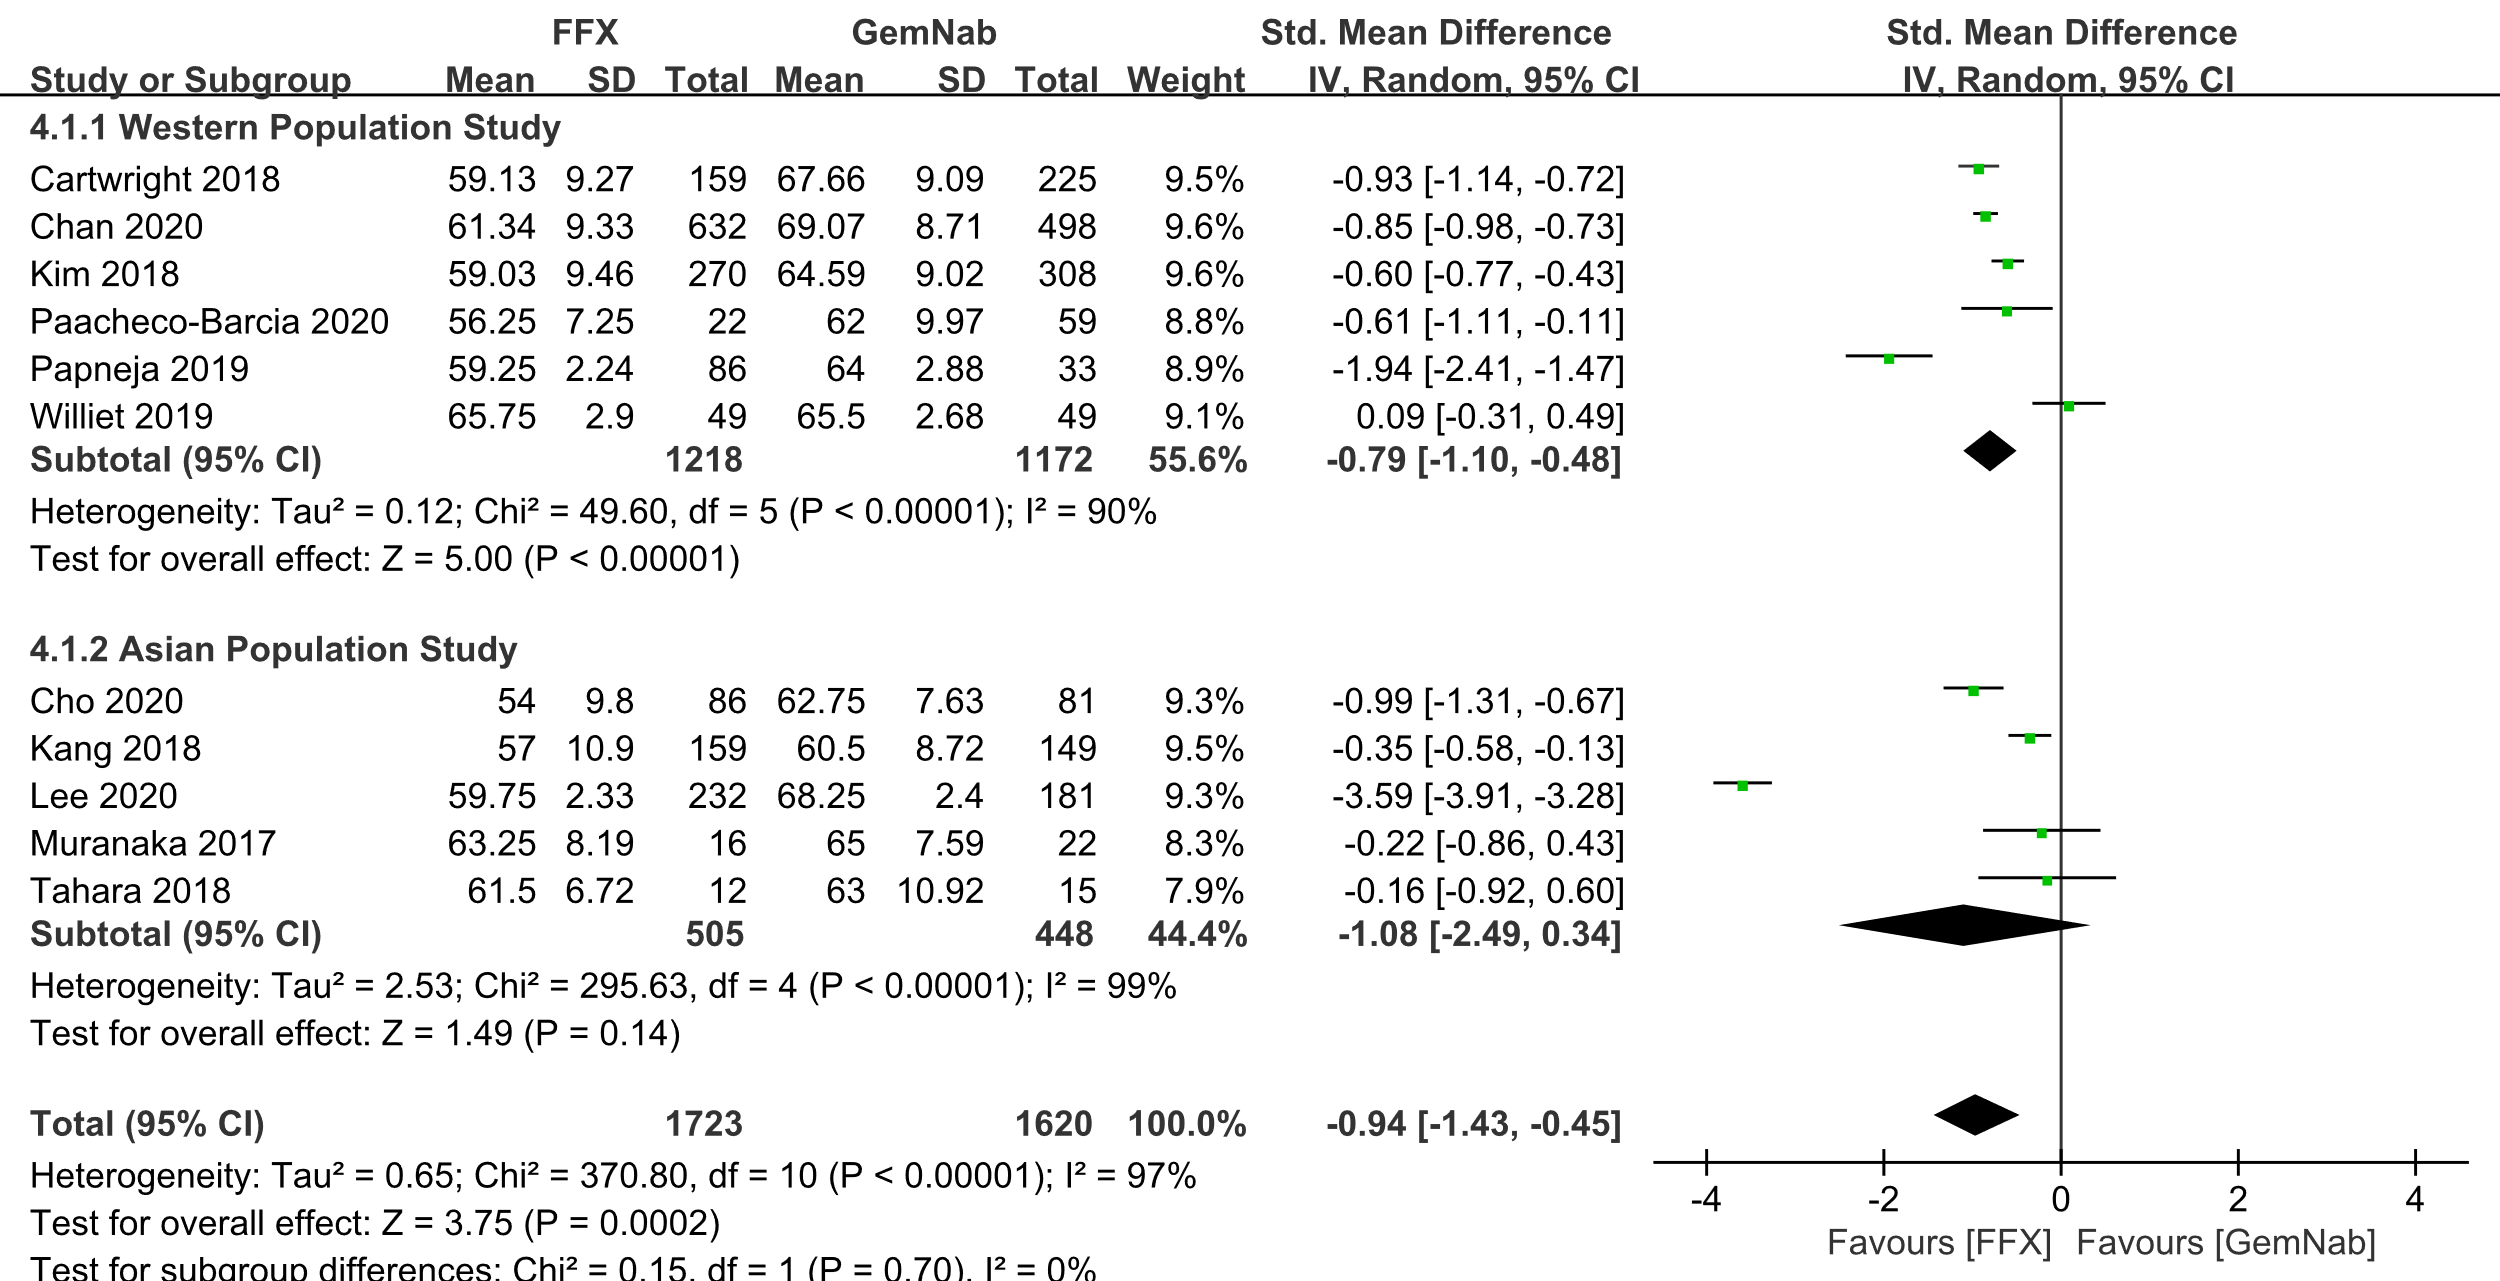 FFX GemNab Std. Mean Difference Std. Mean Difference
Study or Subgroup Mean SD Total Mean SD Total Weight IV, Random, 95% CI IV, Random, 95% CI
4.1.1 Western Population Study
Cartwright 2018 59.13 9.27 159 67.66 9.09 225 9.5% -0.93 [-1.14, -0.72]
Chan 2020 61.34 9.33 632 69.07 8.71 498 9.6% -0.85 [-0.98, -0.73]
Kim 2018 59.03 9.46 270 64.59 9.02 308 9.6% -0.60 [-0.77, -0.43]
Paacheco-Barcia 2020 56.25 7.25 22 62 9.97 59 8.8% -0.61 [-1.11, -0.11]
Papneja 2019 59.25 2.24 86 64 2.88 33 8.9% -1.94 [-2.41, -1.47]
Williet 2019 65.75 2.9 49 65.5 2.68 49 9.1% 0.09 [-0.31, 0.49]
Subtotal (95% CI) 1218 1172 55.6% -0.79 [-1.10, -0.48]
Heterogeneity: Tau² = 0.12; Chi² = 49.60, df = 5 (P < 0.00001); I² = 90%
Test for overall effect: Z = 5.00 (P < 0.00001)
4.1.2 Asian Population Study
Cho 2020 54 9.8 86 62.75 7.63 81 9.3% -0.99 [-1.31, -0.67]
Kang 2018 57 10.9 159 60.5 8.72 149 9.5% -0.35 [-0.58, -0.13]
Lee 2020 59.75 2.33 232 68.25 2.4 181 9.3% -3.59 [-3.91, -3.28]
Muranaka 2017 63.25 8.19 16 65 7.59 22 8.3% -0.22 [-0.86, 0.43]
Tahara 2018 61.5 6.72 12 63 10.92 15 7.9% -0.16 [-0.92, 0.60]
Subtotal (95% CI) 505 448 44.4% -1.08 [-2.49, 0.34]
Heterogeneity: Tau² = 2.53; Chi² = 295.63, df = 4 (P < 0.00001); I² = 99%
Test for overall effect: Z = 1.49 (P = 0.14)
Total (95% CI) 1723 1620 100.0% -0.94 [-1.43, -0.45]
Heterogeneity: Tau² = 0.65; Chi² = 370.80, df = 10 (P < 0.00001); I² = 97%
-4 -2 0 2 4
Test for overall effect: Z = 3.75 (P = 0.0002)
Favours [FFX] Favours [GemNab]
Test for subgroup differences: Chi² = 0.15, df = 1 (P = 0.70), I² = 0%